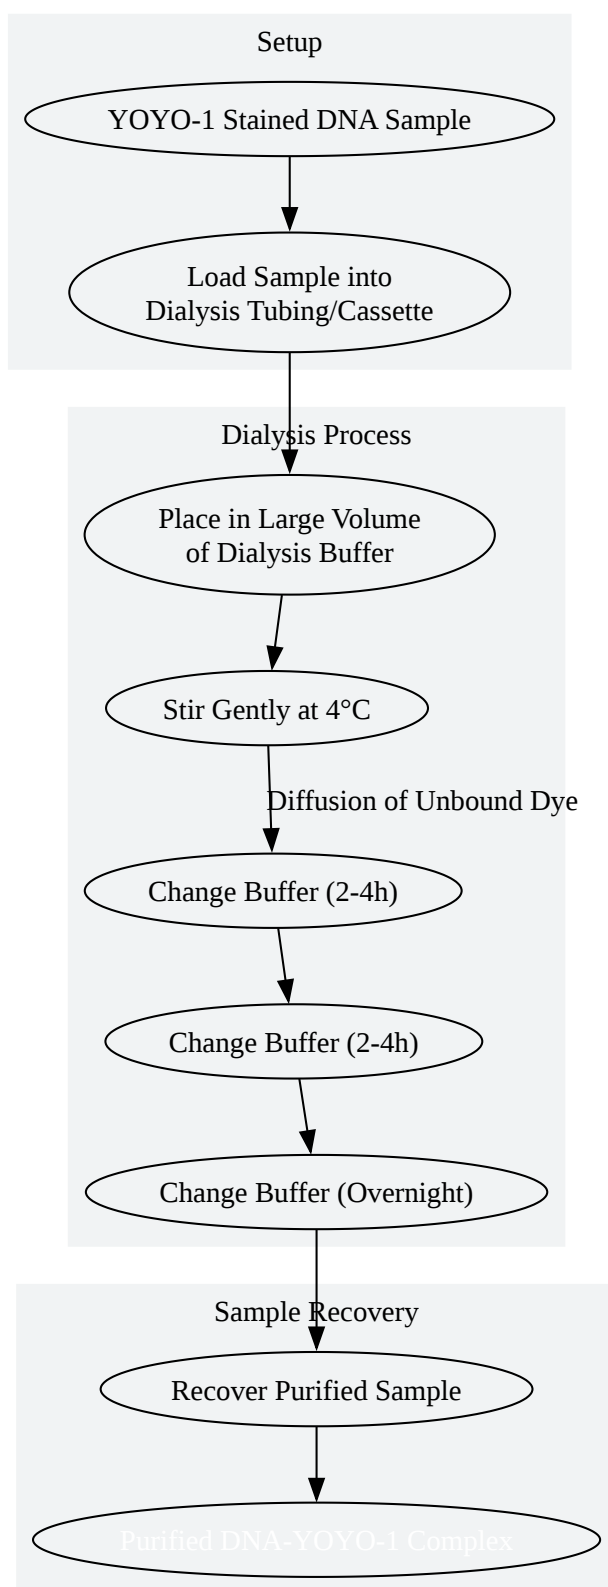 Setup
YOYO-1 Stained DNA Sample
Load Sample into
Dialysis Tubing/Cassette
Dialysis Process
Place in Large Volume
of Dialysis Buffer
Stir Gently at 4°C
Diffusion of Unbound Dye
Change Buffer (2-4h)
Change Buffer (2-4h)
Change Buffer (Overnight)
Sample Recovery
Recover Purified Sample
Purified DNA-YOYO-1 Complex